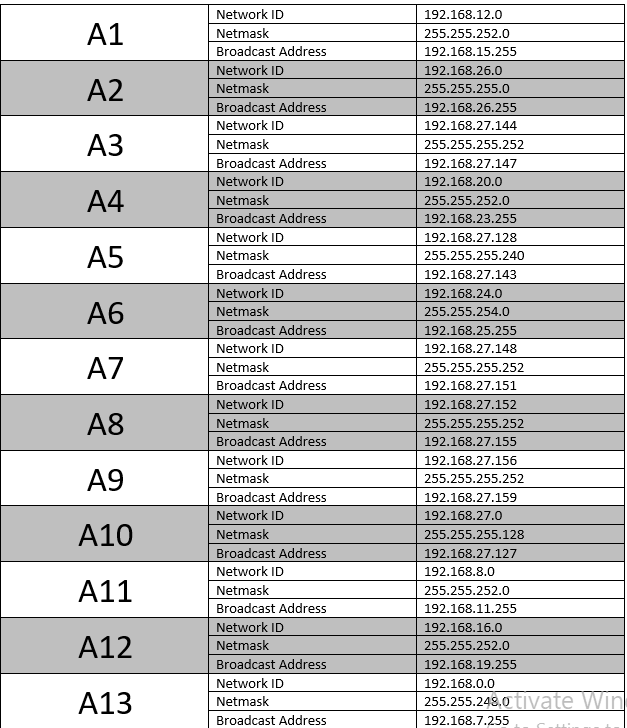 A1
Network ID 192.168.12.0
Netmask 255.255.252.0
Broadcast Address 192.168.15.255
A2
Network ID 192.168.26.0
Netmask 255.255.255.0
Broadcast Address 192.168.26.255
A3
Network ID 192.168.27.144
Netmask 255.255.255.252
Broadcast Address 192.168.27.147
A4
Network ID 192.168.20.0
Netmask 255.255.252.0
Broadcast Address 192.168.23.255
A5
Network ID 192.168.27.128
Netmask 255.255.255.240
Broadcast Address 192.168.27.143
A6
Network ID 192.168.24.0
Netmask 255.255.254.0
Broadcast Address 192.168.25.255
A7
Network ID 192.168.27.148
Netmask 255.255.255.252
Broadcast Address 192.168.27.151
A8
Network ID 192.168.27.152
Netmask 255.255.255.252
Broadcast Address 192.168.27.155
A9
Network ID 192.168.27.156
Netmask 255.255.255.252
Broadcast Address 192.168.27.159
A10
Network ID 192.168.27.0
Netmask 255.255.255.128
Broadcast Address 192.168.27.127
A11
Network ID 192.168.8.0
Netmask 255.255.252.0
Broadcast Address 192.168.11.255
A12
Network ID 192.168.16.0
Netmask 255.255.252.0
Broadcast Address 192.168.19.255
A13
Network ID 192.168.0.0
Netmask 255.255.248.0
Broadcast Address 192.168.7.255
Activate Win